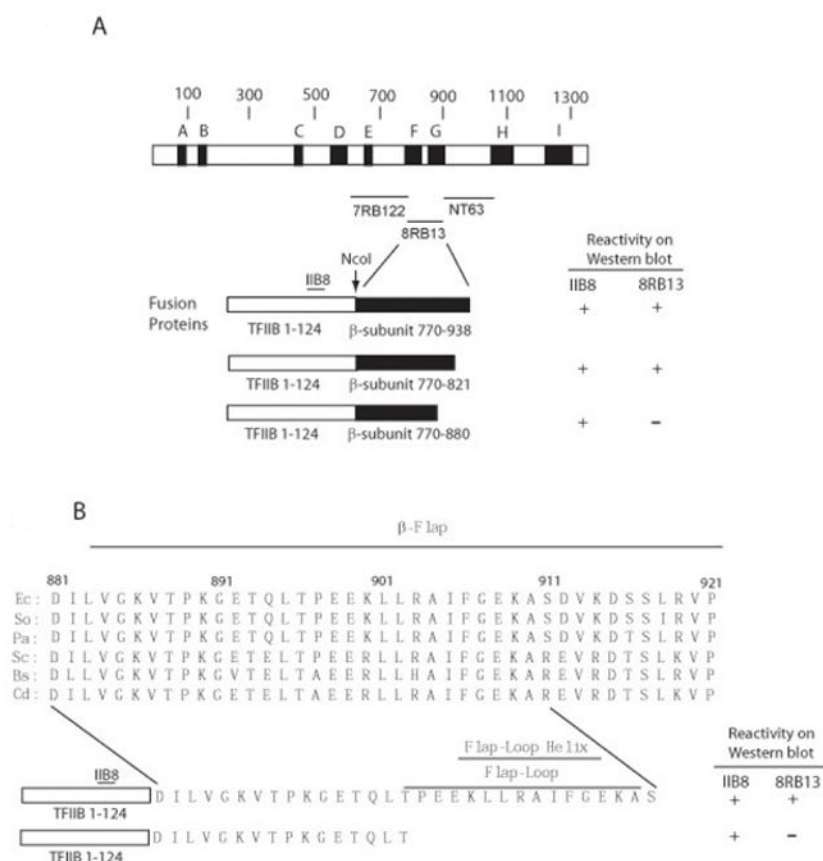 A
100 300 500 700 900 1100 1300
A B C D E F G H I
7RB122 NT63
8RB13
NcoI
Reactivity on
Western blot
IIB8 IIB8 8RB13
Fusion
Proteins
+ +
TFIIB 1-124 β-subunit 770-938
+ +
TFIIB 1-124 β-subunit 770-821
+ −
TFIIB 1-124 β-subunit 770-880
B
β-Flap
881 891 901 911 921
Ec: D I L V G K V T P K G E T Q L T P E E K L L R A I F G E K A S D V K D S S L R V P
So: D I L V G K V T P K G E T Q L T P E E K L L R A I F G E K A S D V K D S S I R V P
Pa: D I L V G K V T P K G E T Q L T P E E K L L R A I F G E K A S D V K D T S L R V P
Sc: D I L V G K V T P K G E T E L T P E E R L L R A I F G E K A R E V R D T S L K V P
Bs: D L L V G K V T P K G V T E L T A E E R L L H A I F G E K A R E V R D T S L K V P
Cd: D I L V G K V T P K G E T E L T A E E R L L R A I F G E K A R E V R D T S L K V P
Reactivity on
Western blot
Flap-Loop Helix
IIB8 Flap-Loop IIB8 8RB13
D I L V G K V T P K G E T Q L T P E E K L L R A I F G E K A S + +
TFIIB 1-124
D I L V G K V T P K G E T Q L T + −
TFIIB 1-124